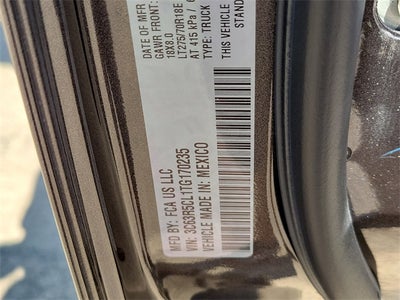 MFD BY: FCA US LLC
VIN: 3C63R5CL1TG170235
VEHICLE MADE IN: MEXICO
DATE OF MFR
GAWR FRONT:
18X8.0
LT275/70R18E
AT 415 kPa /
TYPE: TRUCK
THIS VEHICLE
STAND